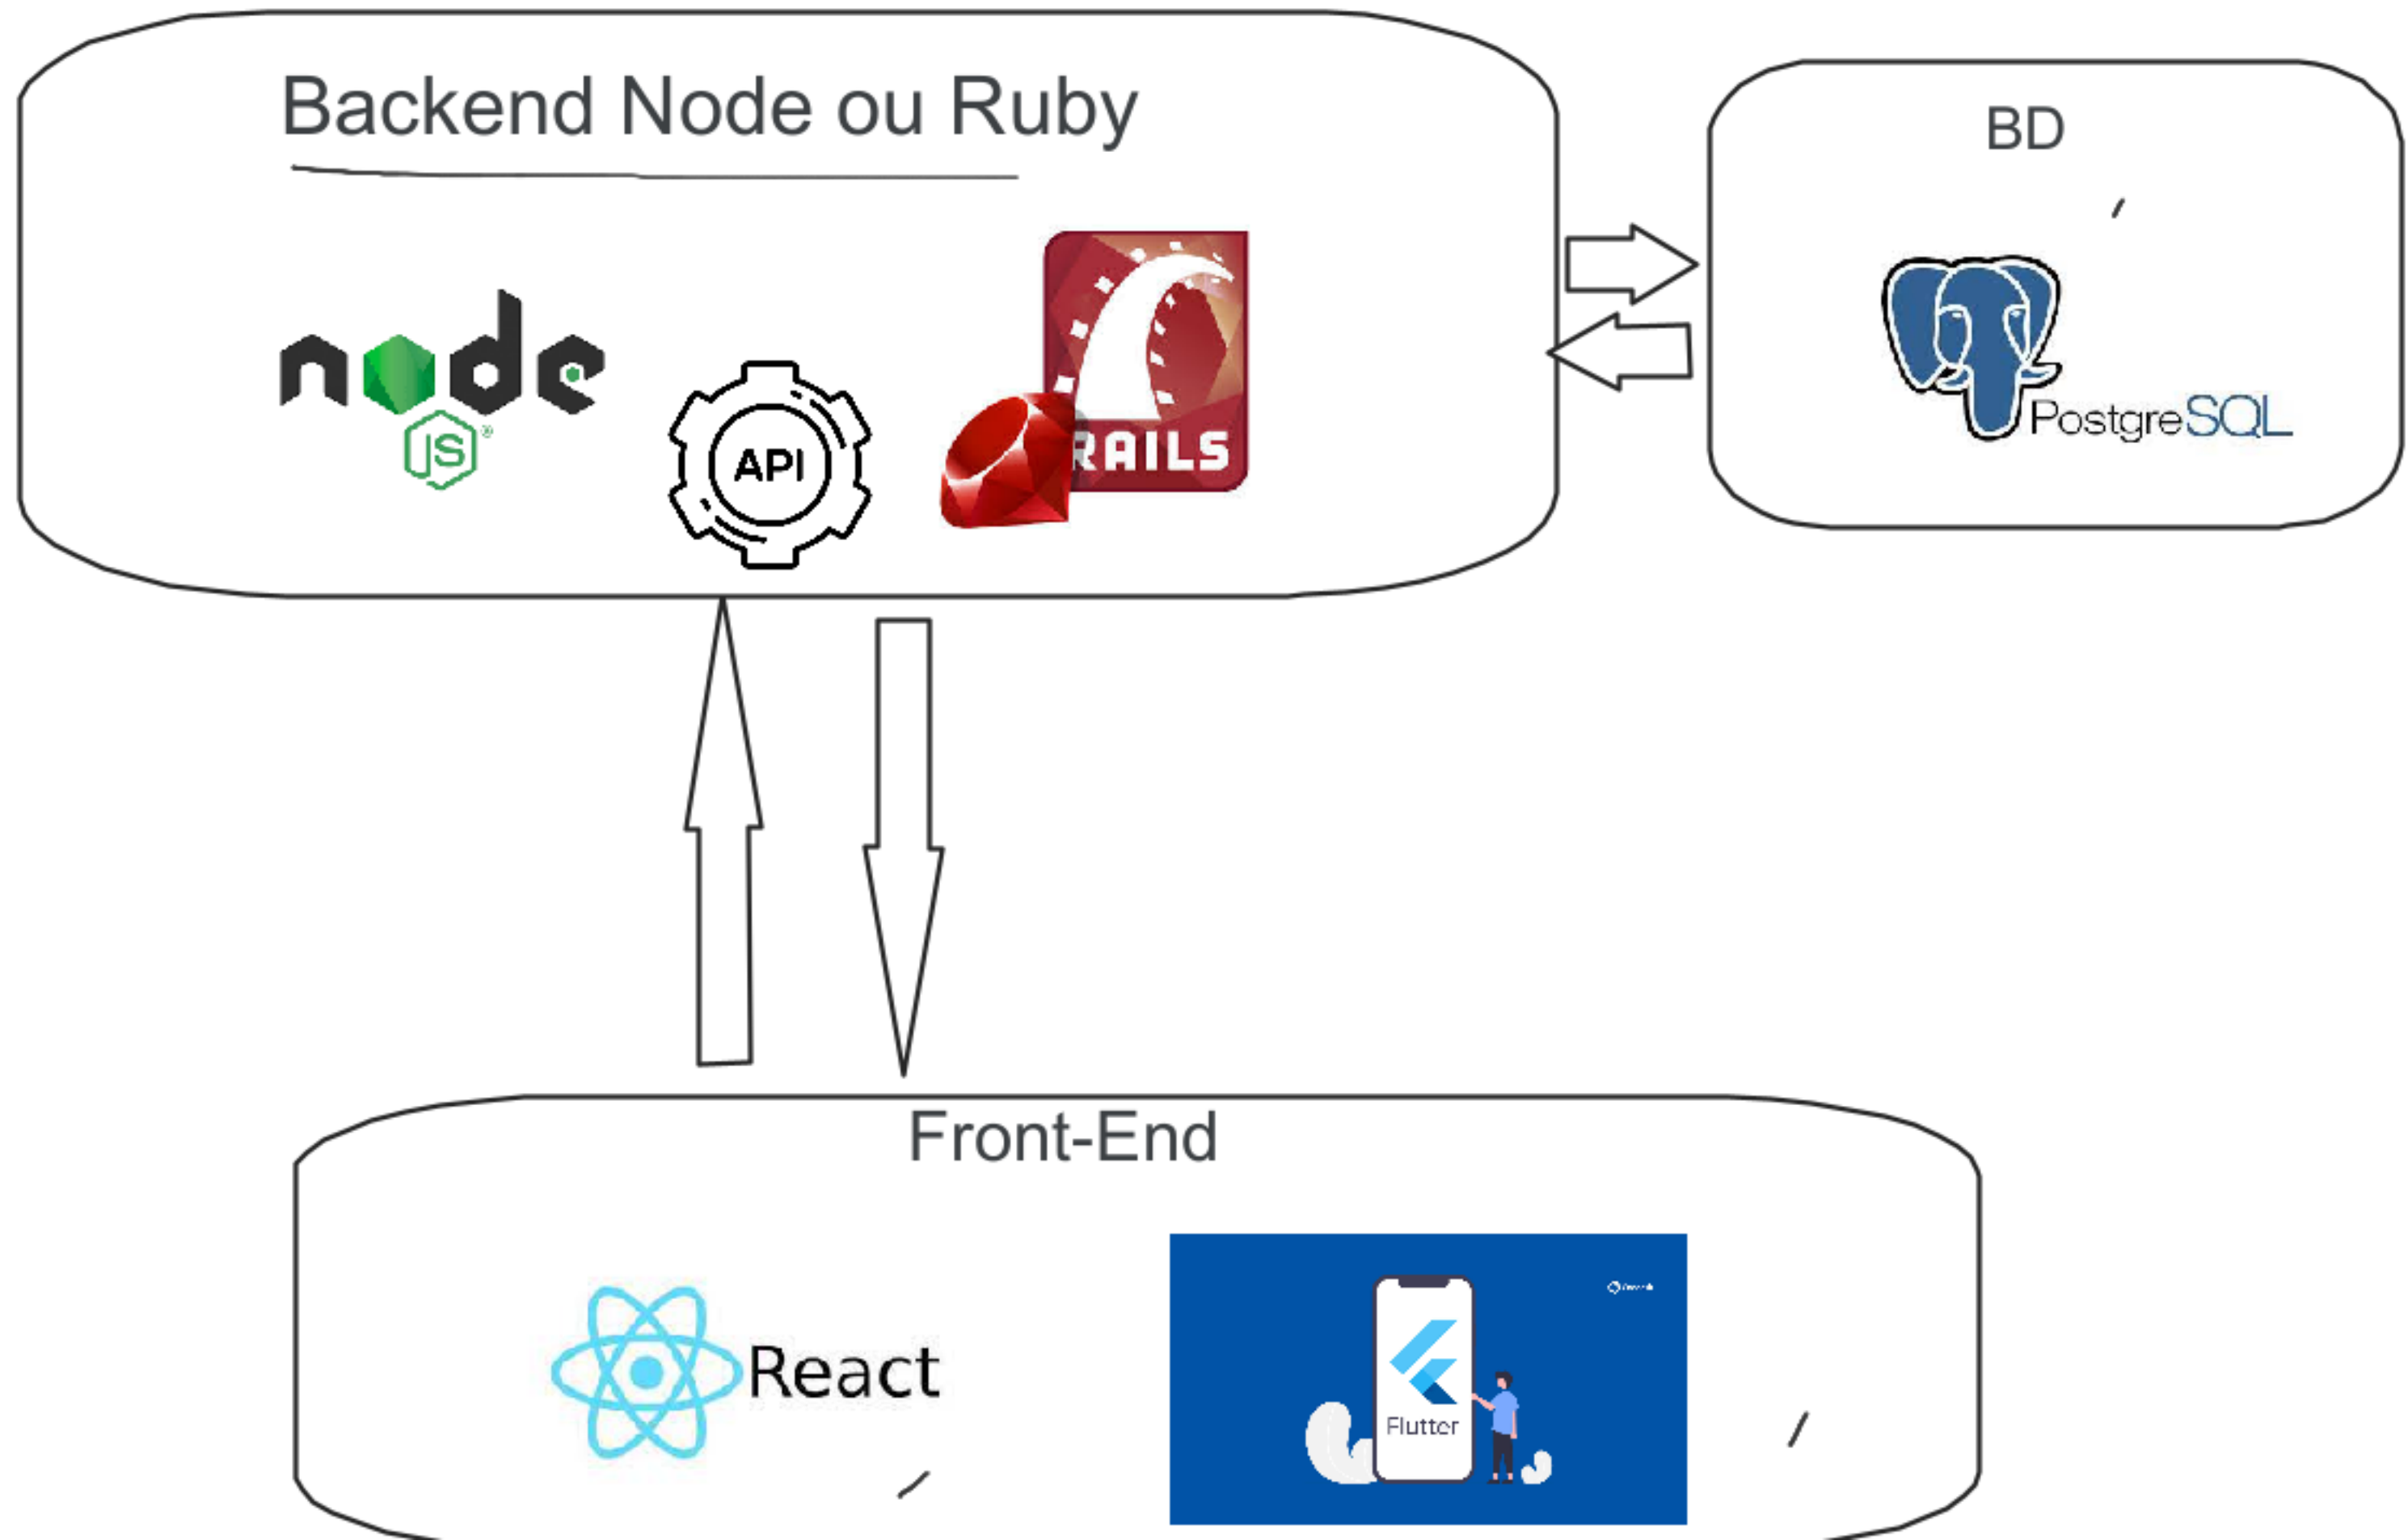 Backend Node ou Ruby
BD
node
JS
API
RAILS
PostgreSQL
Front-End
React
Flutter